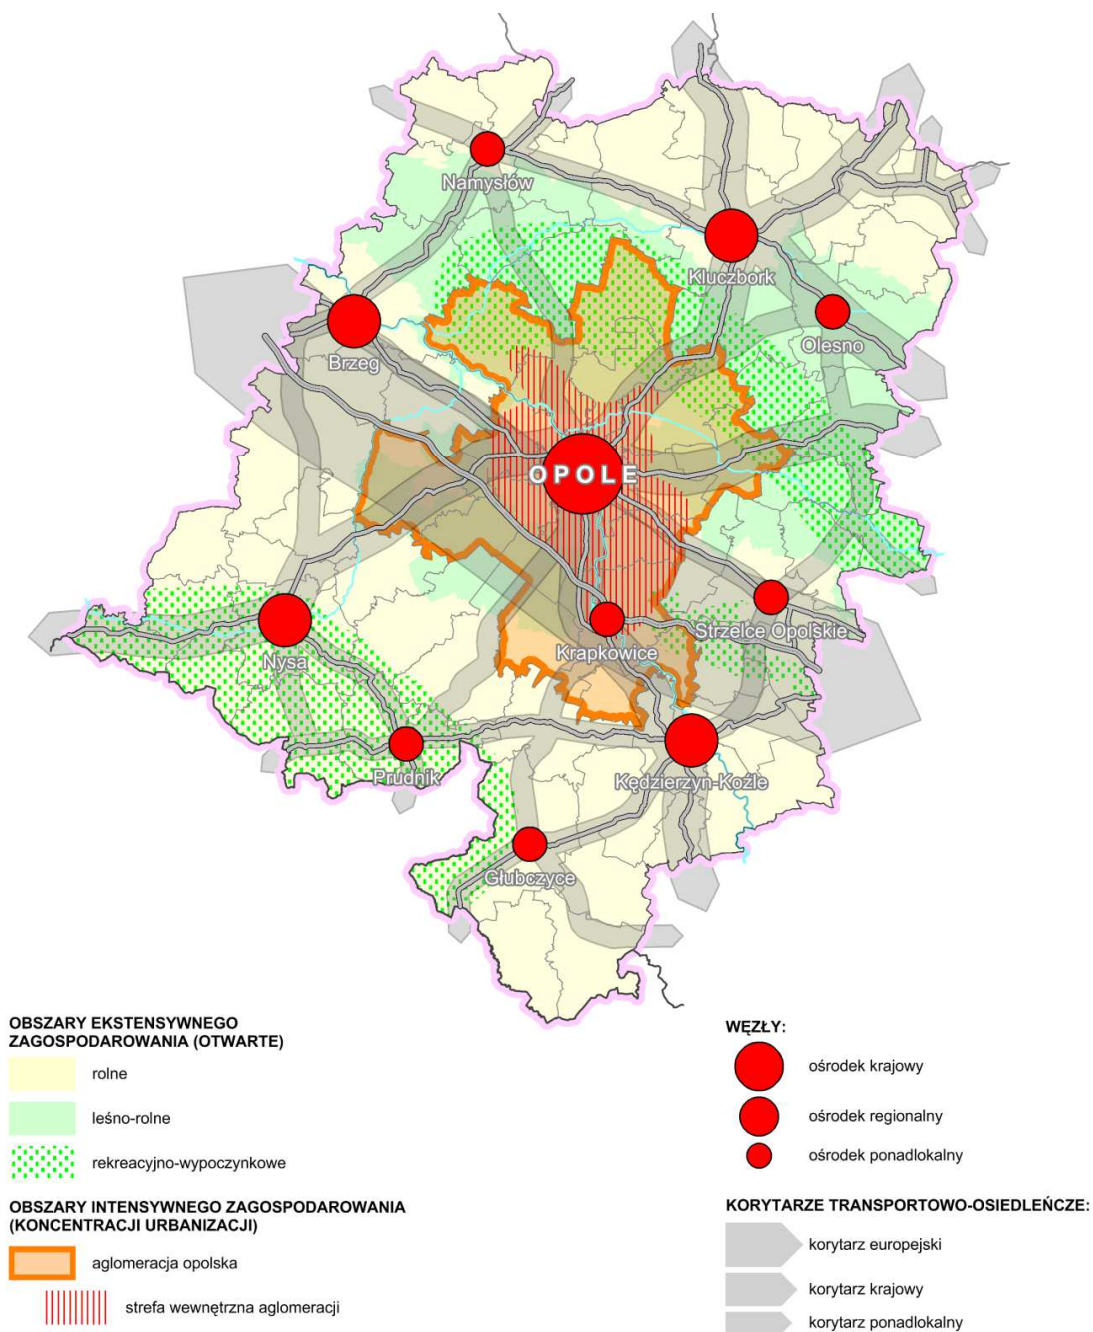 Namysłów
Kluczbork
Olesno
Brzeg
OPOLE
Strzelce Opolskie
Krapkowice
Nysa
Prudnik
Kędzierzyn-Koźle
Głubczyce
OBSZARY EKSTENSYWNEGO
ZAGOSPODAROWANIA (OTWARTE)
rolne
leśno-rolne
rekreacyjno-wypoczynkowe
OBSZARY INTENSYWNEGO ZAGOSPODAROWANIA
(KONCENTRACJI URBANIZACJI)
aglomeracja opolska
strefa wewnętrzna aglomeracji
WĘZŁY:
ośrodek krajowy
ośrodek regionalny
ośrodek ponadlokalny
KORYTARZE TRANSPORTOWO-OSIEDLEŃCZE:
korytarz europejski
korytarz krajowy
korytarz ponadlokalny